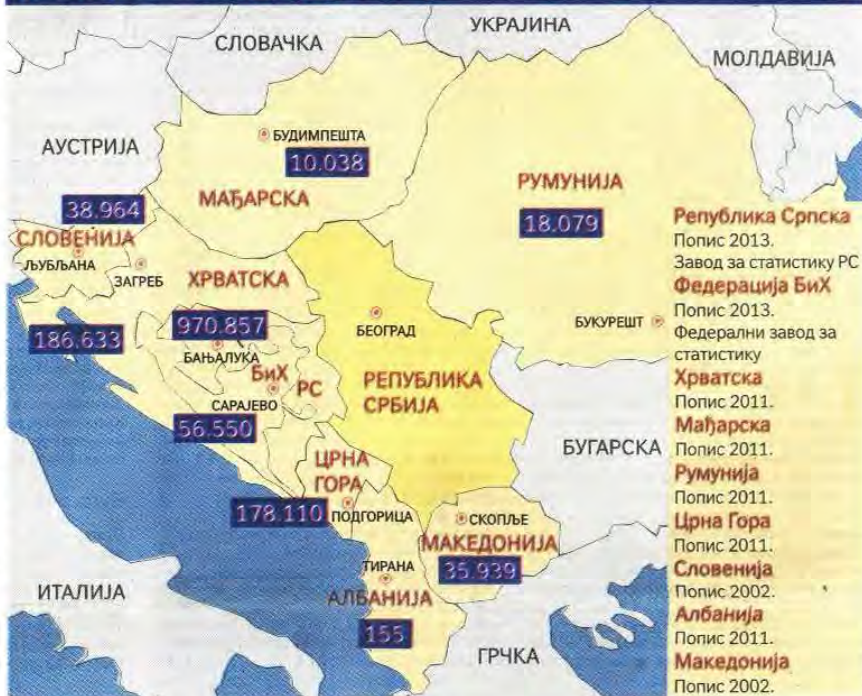 УКРАЈИНА
СЛОВАЧКА
МОЛДАВИЈА
АУСТРИЈА
БУДИМПЕШТА
10.038
МАЂАРСКА
РУМУНИЈА
18.079
38.964
СЛОВЕНИЈА
ЉУБЉАНА
ЗАГРЕБ
ХРВАТСКА
186.633
970.857
БАЊАЛУКА
БиХ
РС
САРАЈЕВО
56.550
БЕОГРАД
РЕПУБЛИКА
СРБИЈА
БУКУРЕШТ
БУГАРСКА
ЦРНА
ГОРА
178.110
ПОДГОРИЦА
СКОПЉЕ
МАКЕДОНИЈА
35.939
ТИРАНА
АЛБАНИЈА
155
ИТАЛИЈА
ГРЧКА
Република Српска
Попис 2013.
Завод за статистику РС
Федерација БиХ
Попис 2013.
Федерални завод за
статистику
Хрватска
Попис 2011.
Мађарска
Попис 2011.
Румунија
Попис 2011.
Црна Гора
Попис 2011.
Словенија
Попис 2002.
Албанија
Попис 2011.
Македонија
Попис 2002.